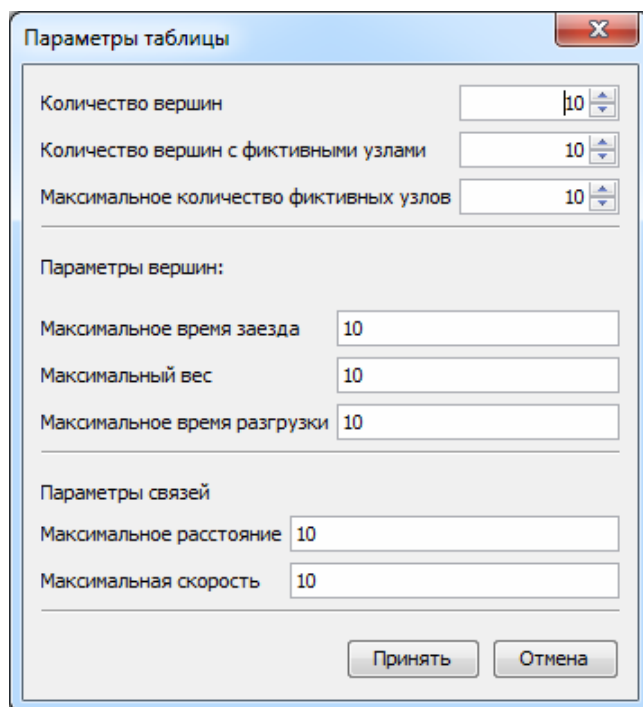 Параметры таблицы
Количество вершин 10
Количество вершин с фиктивными узлами 10
Максимальное количество фиктивных узлов 10
Параметры вершин:
Максимальное время заезда 10
Максимальный вес 10
Максимальное время разгрузки 10
Параметры связей
Максимальное расстояние 10
Максимальная скорость 10
Принять Отмена